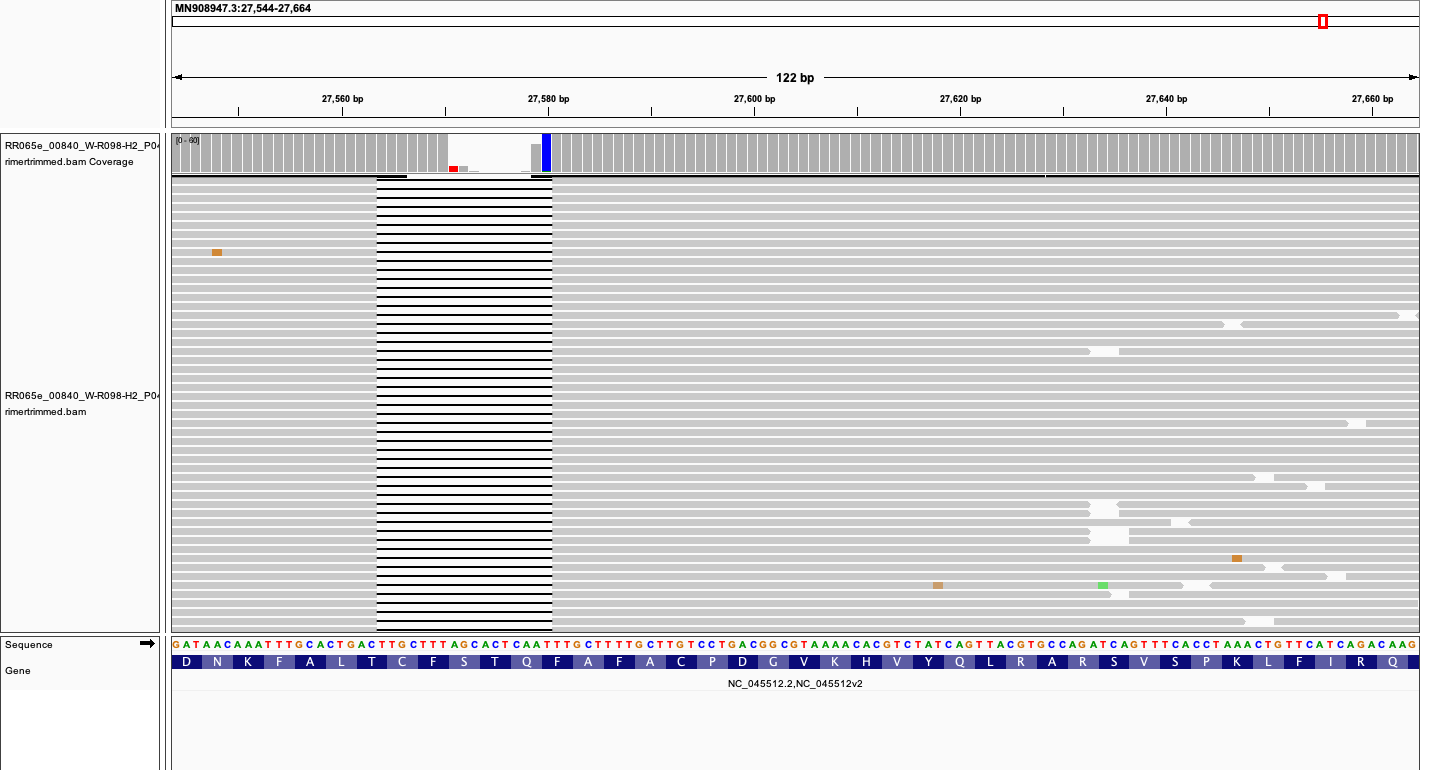 MN908947.3:27,544-27,664
122 bp
27,560 bp 27,580 bp 27,600 bp 27,620 bp 27,640 bp 27,660 bp
RR065e_00840_W-R098-H2_P04
rimertrimmed.bam Coverage
[0 - 60]
RR065e_00840_W-R098-H2_P04
rimertrimmed.bam
Sequence
GATAACAAATTTGCACTGACTTGCTTTAGCACTCAATTTGCTTTTGCTTGTCCTGACGGCGTAAAACACGTCTATCAGTTACGTGCCAGATCAGTTTCACCTAAACTGTTCATCAGACAAG
Gene
D N K F A L T C F S T Q F A F A C P D G V K H V Y Q L R A R S V S P K L F I R Q
NC_045512.2,NC_045512v2